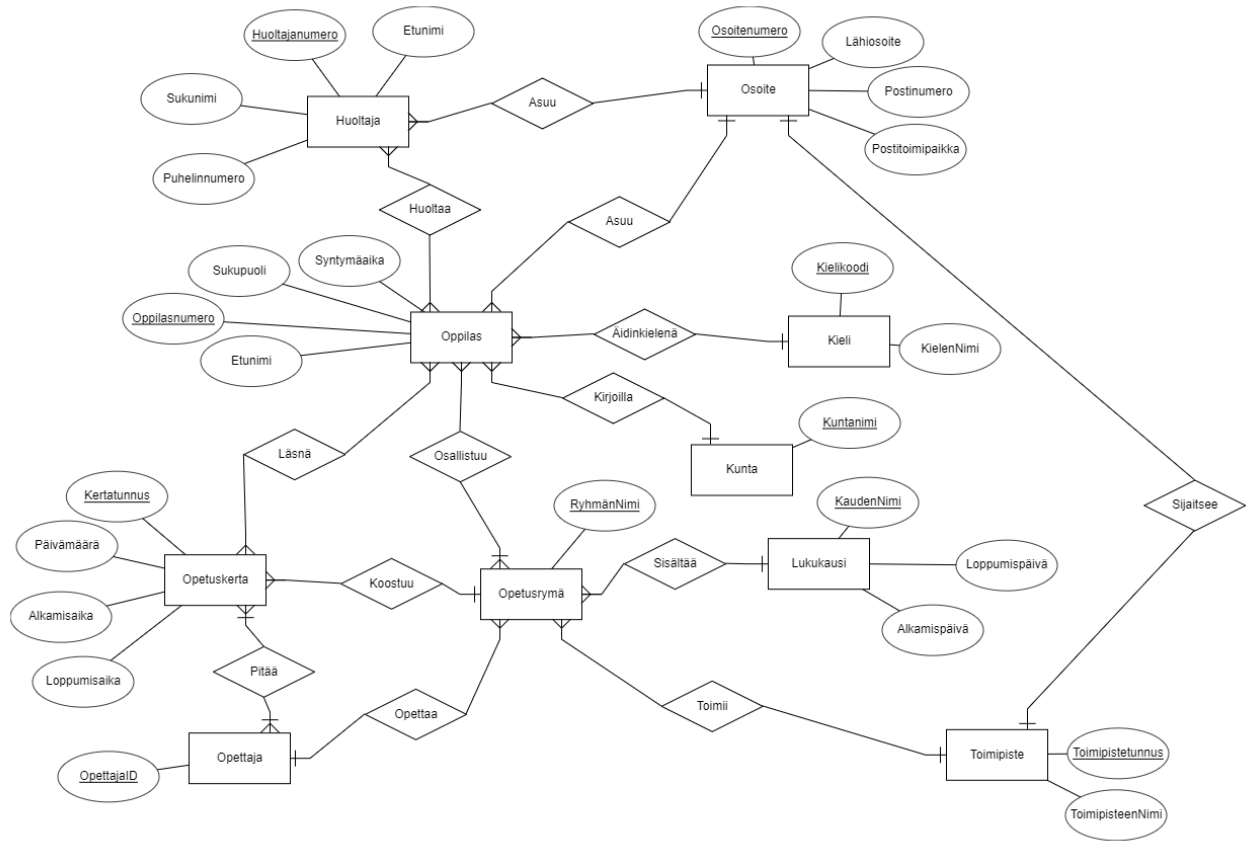 Huoltajanumero
Etunimi
Osoitenumero
Lähiosoite
Sukunimi
Huoltaja
Asuu
Osoite
Postinumero
Postitoimipaikka
Puhelinnumero
Huoltaa
Asuu
Syntymäaika
Sukupuoli
Kielikoodi
Oppilasnumero
Oppilas
Äidinkielenä
Kieli
KielenNimi
Etunimi
Kirjoilla
Kuntanimi
Läsnä
Osallistuu
Kunta
Kertatunnus
RyhmänNimi
KaudenNimi
Sijaitsee
Päivämäärä
Opetuskerta
Koostuu
Opetusrymä
Sisältää
Lukukausi
Loppumispäivä
Alkamisaika
Alkamispäivä
Loppumisaika
Pitää
Opettaa
Toimii
Opettaja
OpettajaID
Toimipiste
Toimipistetunnus
ToimipisteenNimi